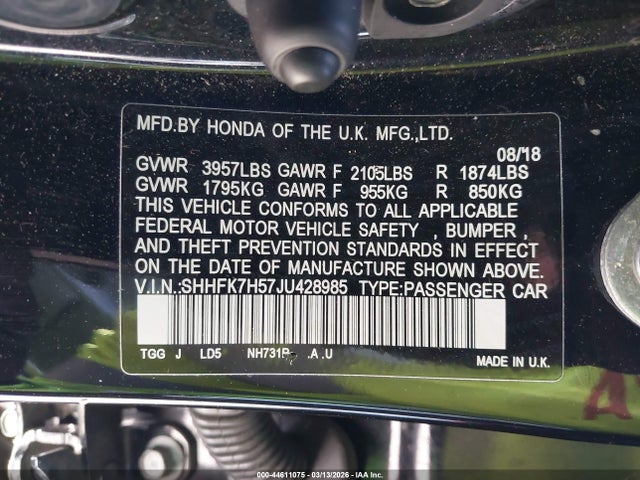 MFD.BY HONDA OF THE U.K. MFG.,LTD.
08/18
GVWR 3957LBS GAWR F 2105LBS R 1874LBS
GVWR 1795KG GAWR F 955KG R 850KG
THIS VEHICLE CONFORMS TO ALL APPLICABLE
FEDERAL MOTOR VEHICLE SAFETY , BUMPER ,
AND THEFT PREVENTION STANDARDS IN EFFECT
ON THE DATE OF MANUFACTURE SHOWN ABOVE.
V.I.N.:SHHFK7H57JU428985 TYPE:PASSENGER CAR
TGG J LD5 NH731P .A .U
MADE IN U.K.
000-44611075 - 03/13/2026 - IAA Inc.